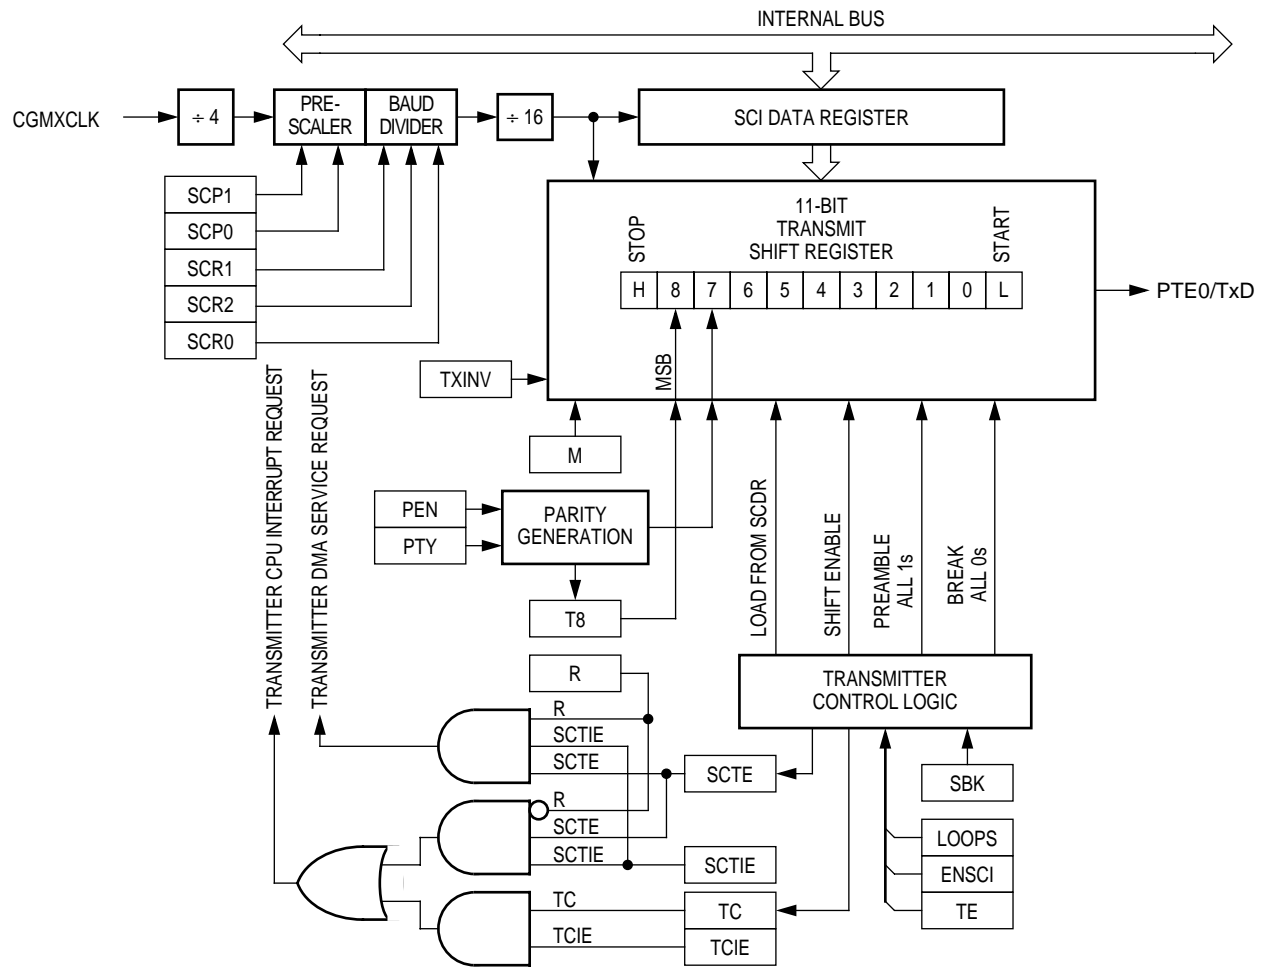 INTERNAL BUS
CGMXCLK
÷ 4
PRE-
SCALER
BAUD
DIVIDER
÷ 16
SCI DATA REGISTER
SCP1
SCP0
SCR1
SCR2
SCR0
11-BIT
TRANSMIT
SHIFT REGISTER
STOP
START
H 8 7 6 5 4 3 2 1 0 L
PTE0/TxD
TXINV
MSB
M
PEN
PTY
PARITY
GENERATION
T8
LOAD FROM SCDR
SHIFT ENABLE
PREAMBLE
ALL 1s
BREAK
ALL 0s
TRANSMITTER CPU INTERRUPT REQUEST
TRANSMITTER DMA SERVICE REQUEST
TRANSMITTER
CONTROL LOGIC
R
R
SCTIE
SCTE
SCTE
SBK
R
SCTE
SCTIE
SCTIE
LOOPS
ENSCI
TE
TC
TC
TCIE
TCIE